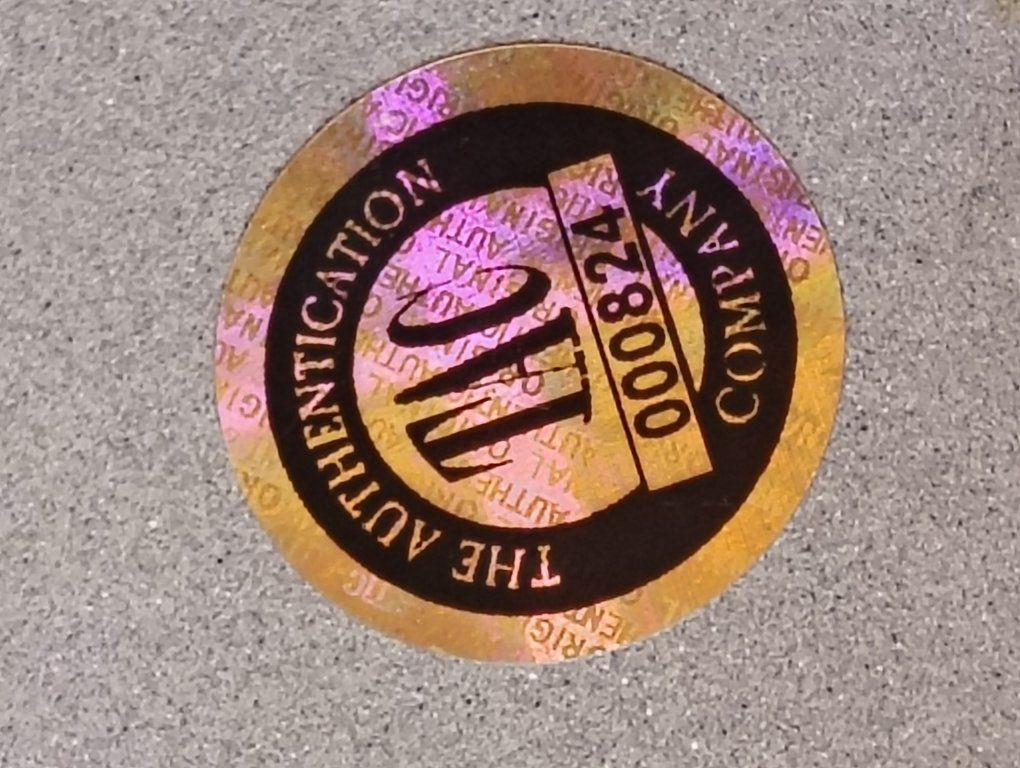 THE AUTHENTICATION
TAC
000824
COMPANY